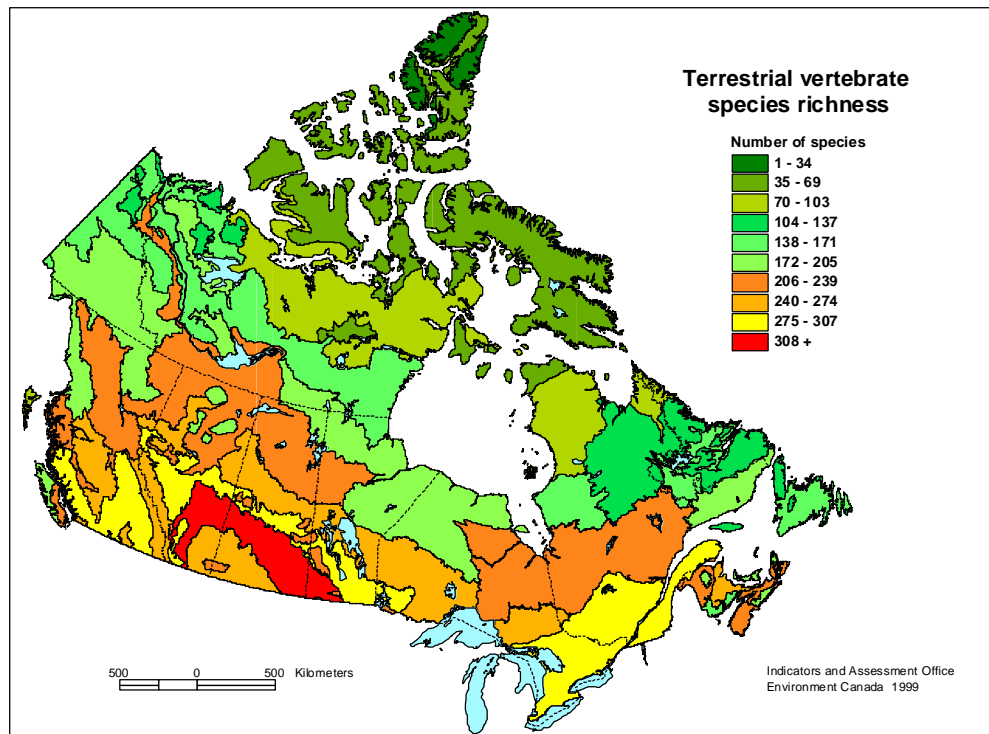 Terrestrial vertebrate
species richness
Number of species
1 - 34
35 - 69
70 - 103
104 - 137
138 - 171
172 - 205
206 - 239
240 - 274
275 - 307
308 +
500 0 500 Kilometers
Indicators and Assessment Office
Environment Canada 1999